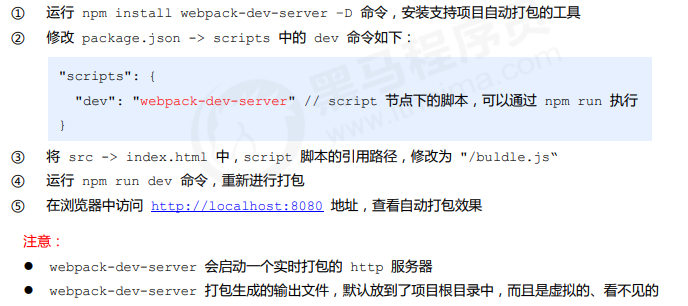 ① 运行 npm install webpack-dev-server –D 命令，安装支持项目自动打包的工具
② 修改 package.json -> scripts 中的 dev 命令如下：
"scripts": {
"dev": "webpack-dev-server" // script 节点下的脚本，可以通过 npm run 执行
}
③ 将 src -> index.html 中，script 脚本的引用路径，修改为 "/buldle.js“
④ 运行 npm run dev 命令，重新进行打包
⑤ 在浏览器中访问 http://localhost:8080 地址，查看自动打包效果
注意：
● webpack-dev-server 会启动一个实时打包的 http 服务器
● webpack-dev-server 打包生成的输出文件，默认放到了项目根目录中，而且是虚拟的、看不见的
黑马程序员